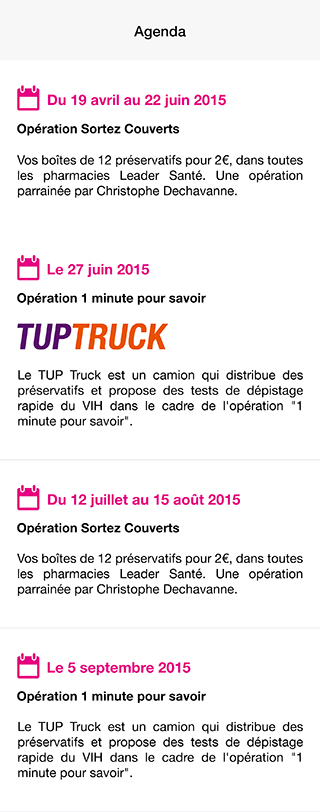 Agenda
Du 19 avril au 22 juin 2015
Opération Sortez Couverts
Vos boîtes de 12 préservatifs pour 2€, dans toutes
les pharmacies Leader Santé. Une opération
parrainée par Christophe Dechavanne.
Le 27 juin 2015
Opération 1 minute pour savoir
TUPTRUCK
Le TUP Truck est un camion qui distribue des
préservatifs et propose des tests de dépistage
rapide du VIH dans le cadre de l'opération "1
minute pour savoir".
Du 12 juillet au 15 août 2015
Opération Sortez Couverts
Vos boîtes de 12 préservatifs pour 2€, dans toutes
les pharmacies Leader Santé. Une opération
parrainée par Christophe Dechavanne.
Le 5 septembre 2015
Opération 1 minute pour savoir
Le TUP Truck est un camion qui distribue des
préservatifs et propose des tests de dépistage
rapide du VIH dans le cadre de l'opération "1
minute pour savoir".